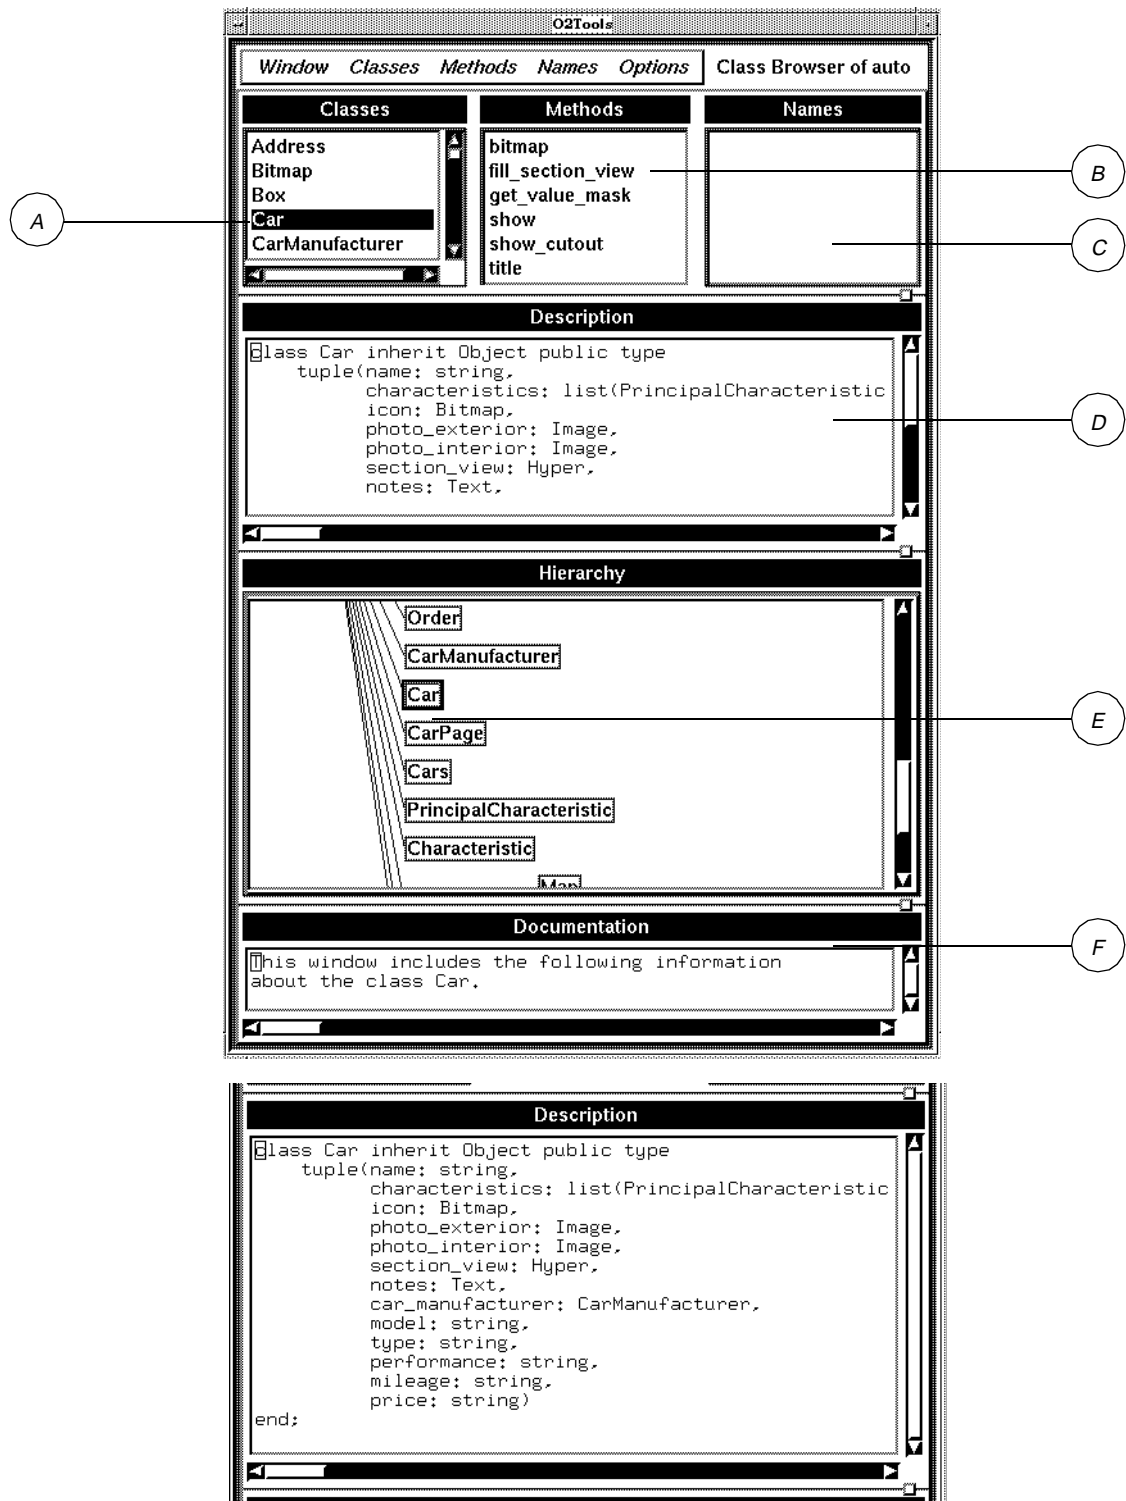 O2Tools
Window Classes Methods Names Options Class Browser of auto
Classes Methods Names
Address
Bitmap
Box
Car
CarManufacturer
bitmap
fill_section_view
get_value_mask
show
show_cutout
title
A
B
C
Description
class Car inherit Object public type
tuple(name: string,
characteristics: list(PrincipalCharacteristic
icon: Bitmap,
photo_exterior: Image,
photo_interior: Image,
section_view: Hyper,
notes: Text,
D
Hierarchy
Order
CarManufacturer
Car
CarPage
Cars
PrincipalCharacteristic
Characteristic
Map
E
Documentation
This window includes the following information
about the class Car.
F
Description
class Car inherit Object public type
tuple(name: string,
characteristics: list(PrincipalCharacteristic
icon: Bitmap,
photo_exterior: Image,
photo_interior: Image,
section_view: Hyper,
notes: Text,
car_manufacturer: CarManufacturer,
model: string,
type: string,
performance: string,
mileage: string,
price: string)
end;